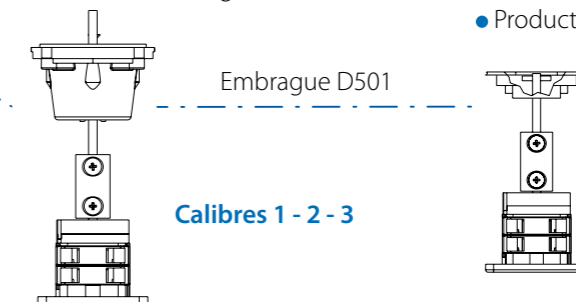 • Product
Embrague D501
Calibres 1 - 2 - 3